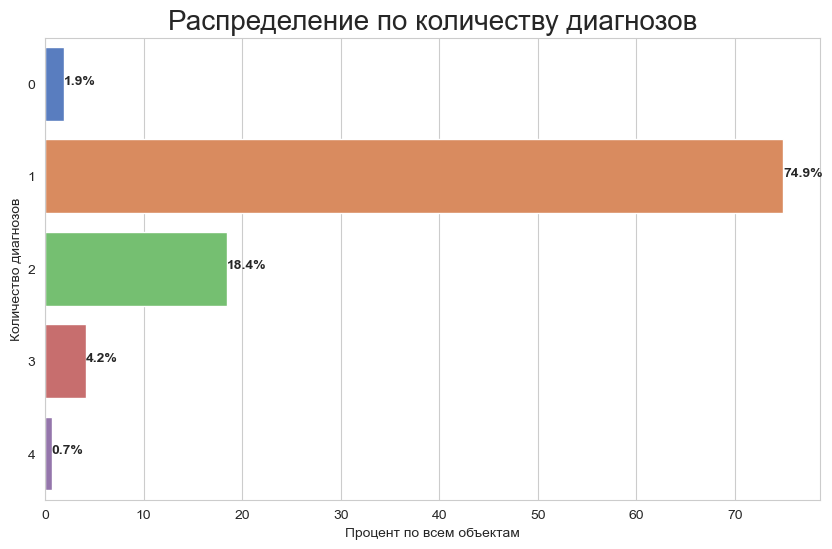 Распределение по количеству диагнозов
Количество диагнозов
0
1.9%
1
74.9%
2
18.4%
3
4.2%
4
0.7%
0 10 20 30 40 50 60 70
Процент по всем объектам